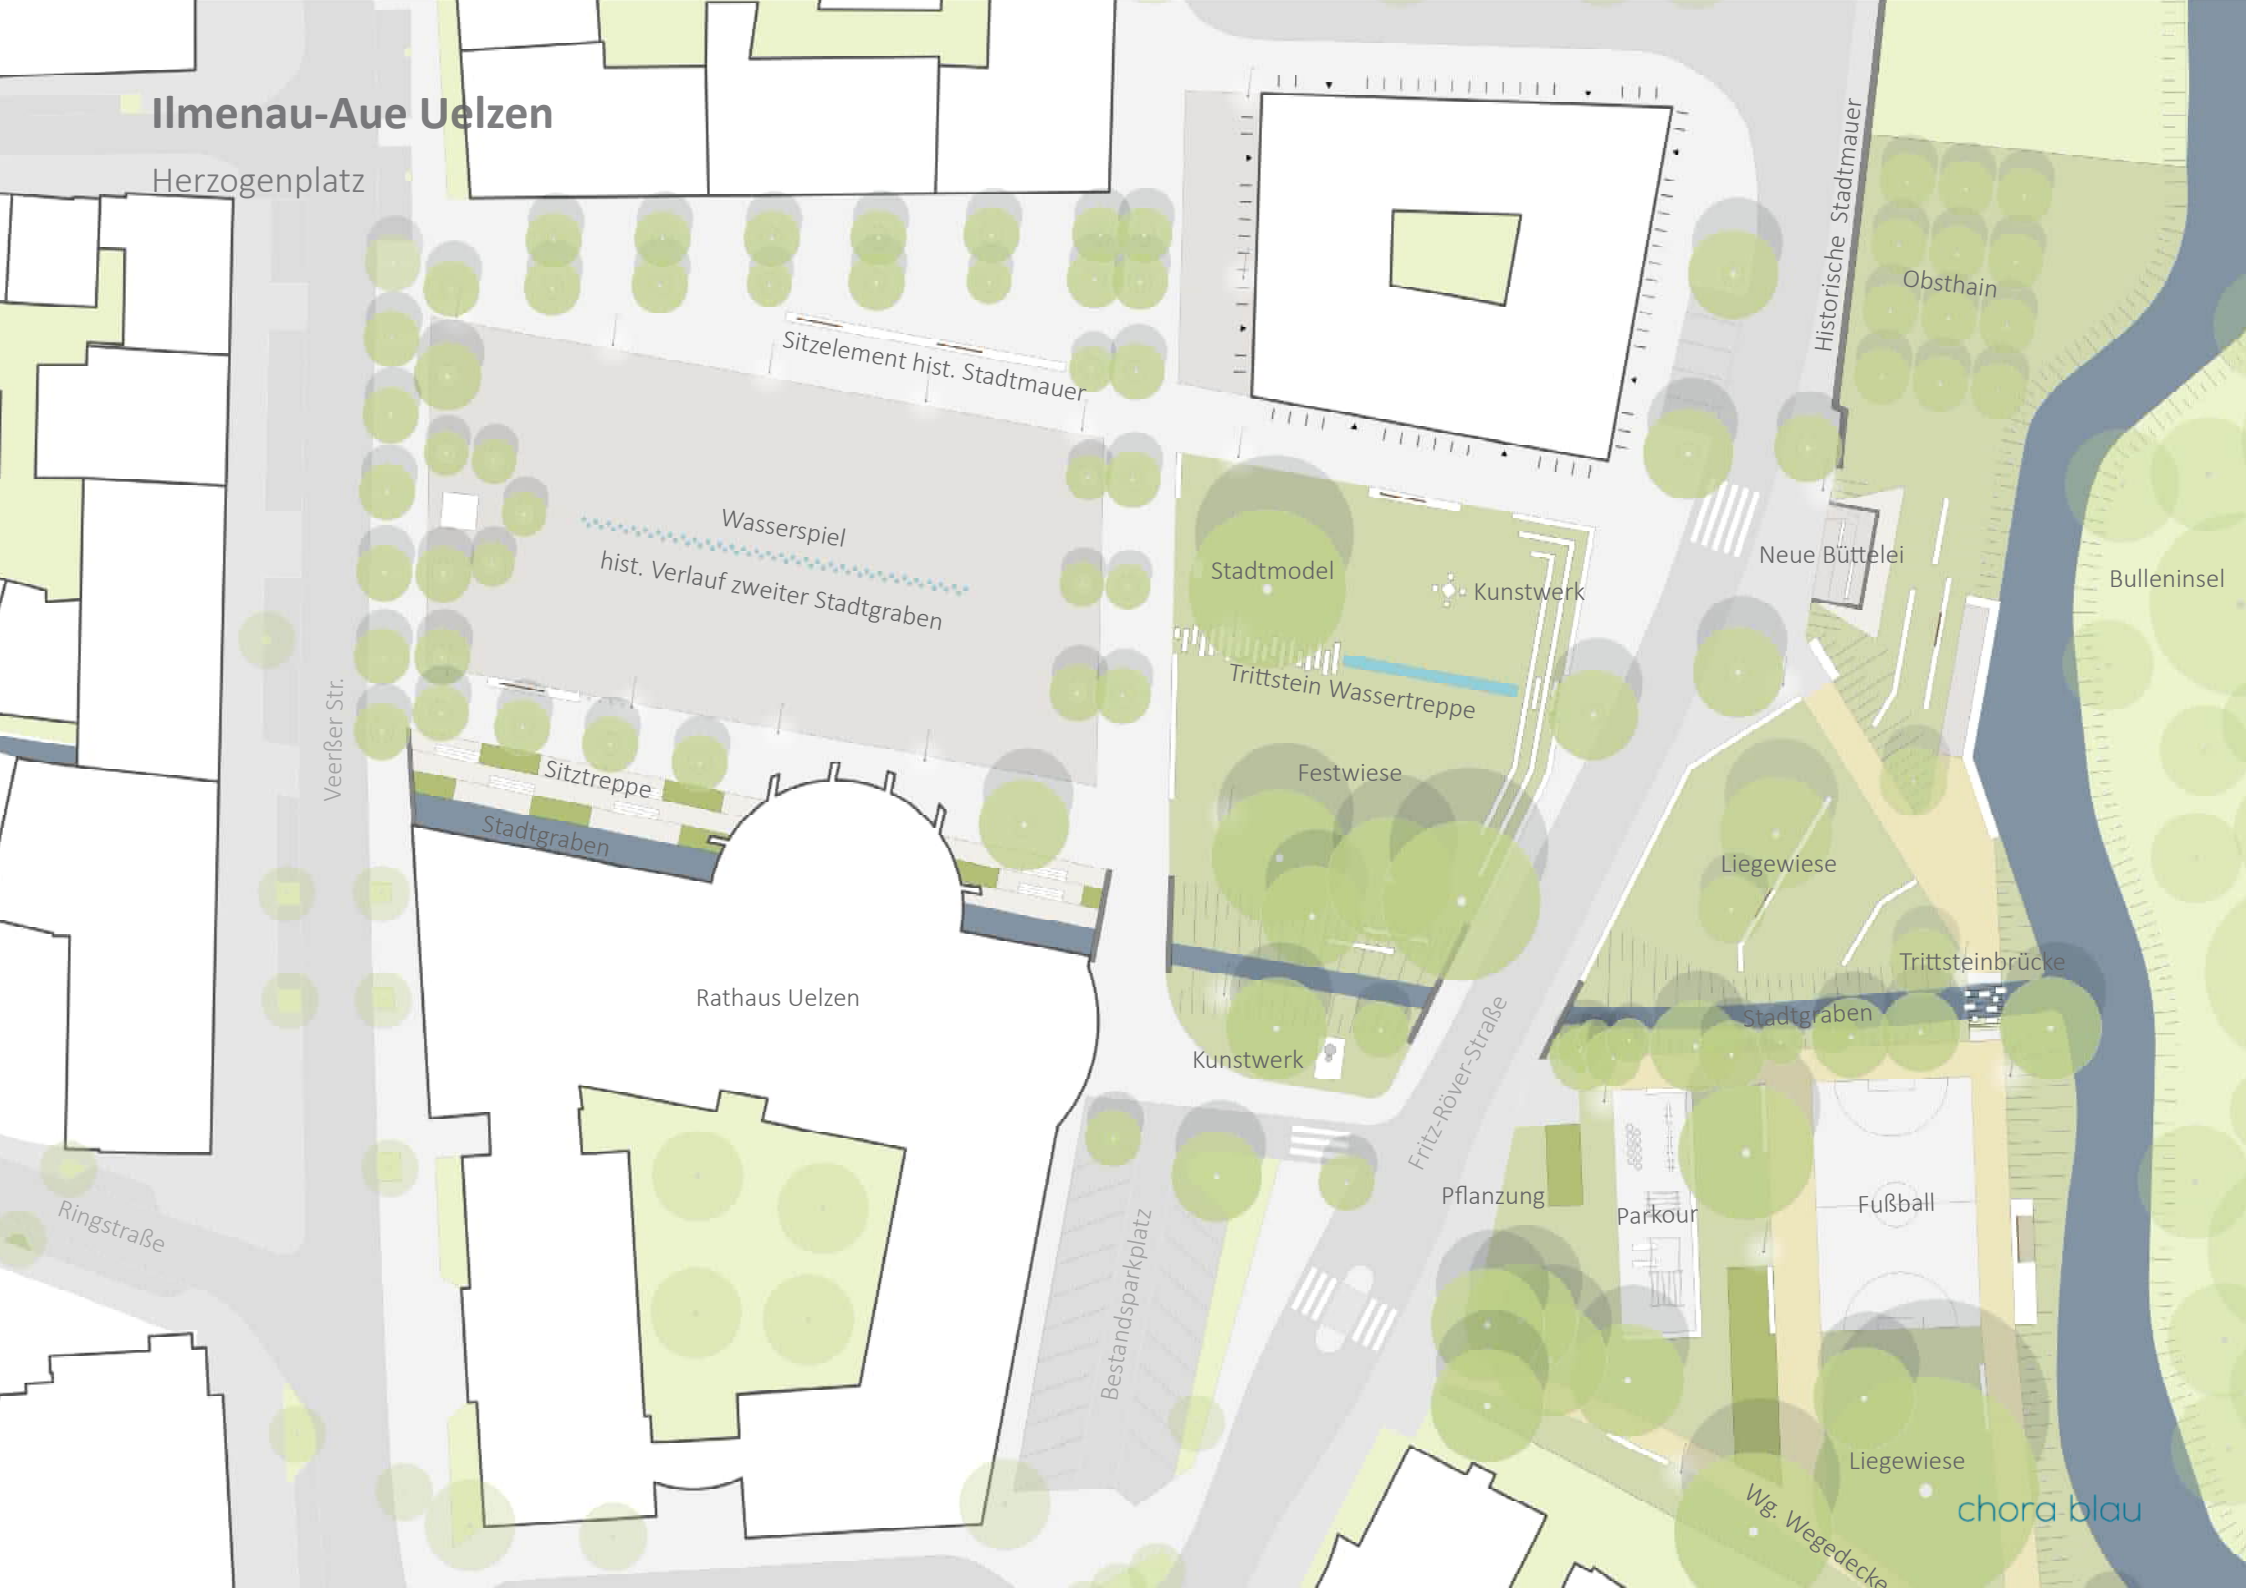 Ilmenau-Aue Uelzen
Herzogenplatz
Historische Stadtmauer
Obsthain
Sitzelement hist. Stadtmauer
Wasserspiel
hist. Verlauf zweiter Stadtgraben
Stadtmodel
Kunstwerk
Neue Büttelei
Bulleninsel
Trittstein Wassertreppe
Veerßer Str.
Sitztreppe
Stadtgraben
Festwiese
Liegewiese
Trittsteinbrücke
Stadtgraben
Rathaus Uelzen
Kunstwerk
Fritz-Röver-Straße
Pflanzung
Parkour
Fußball
Ringstraße
Bestandsparkplatz
Liegewiese
Wg. Wegedecke
chora blau